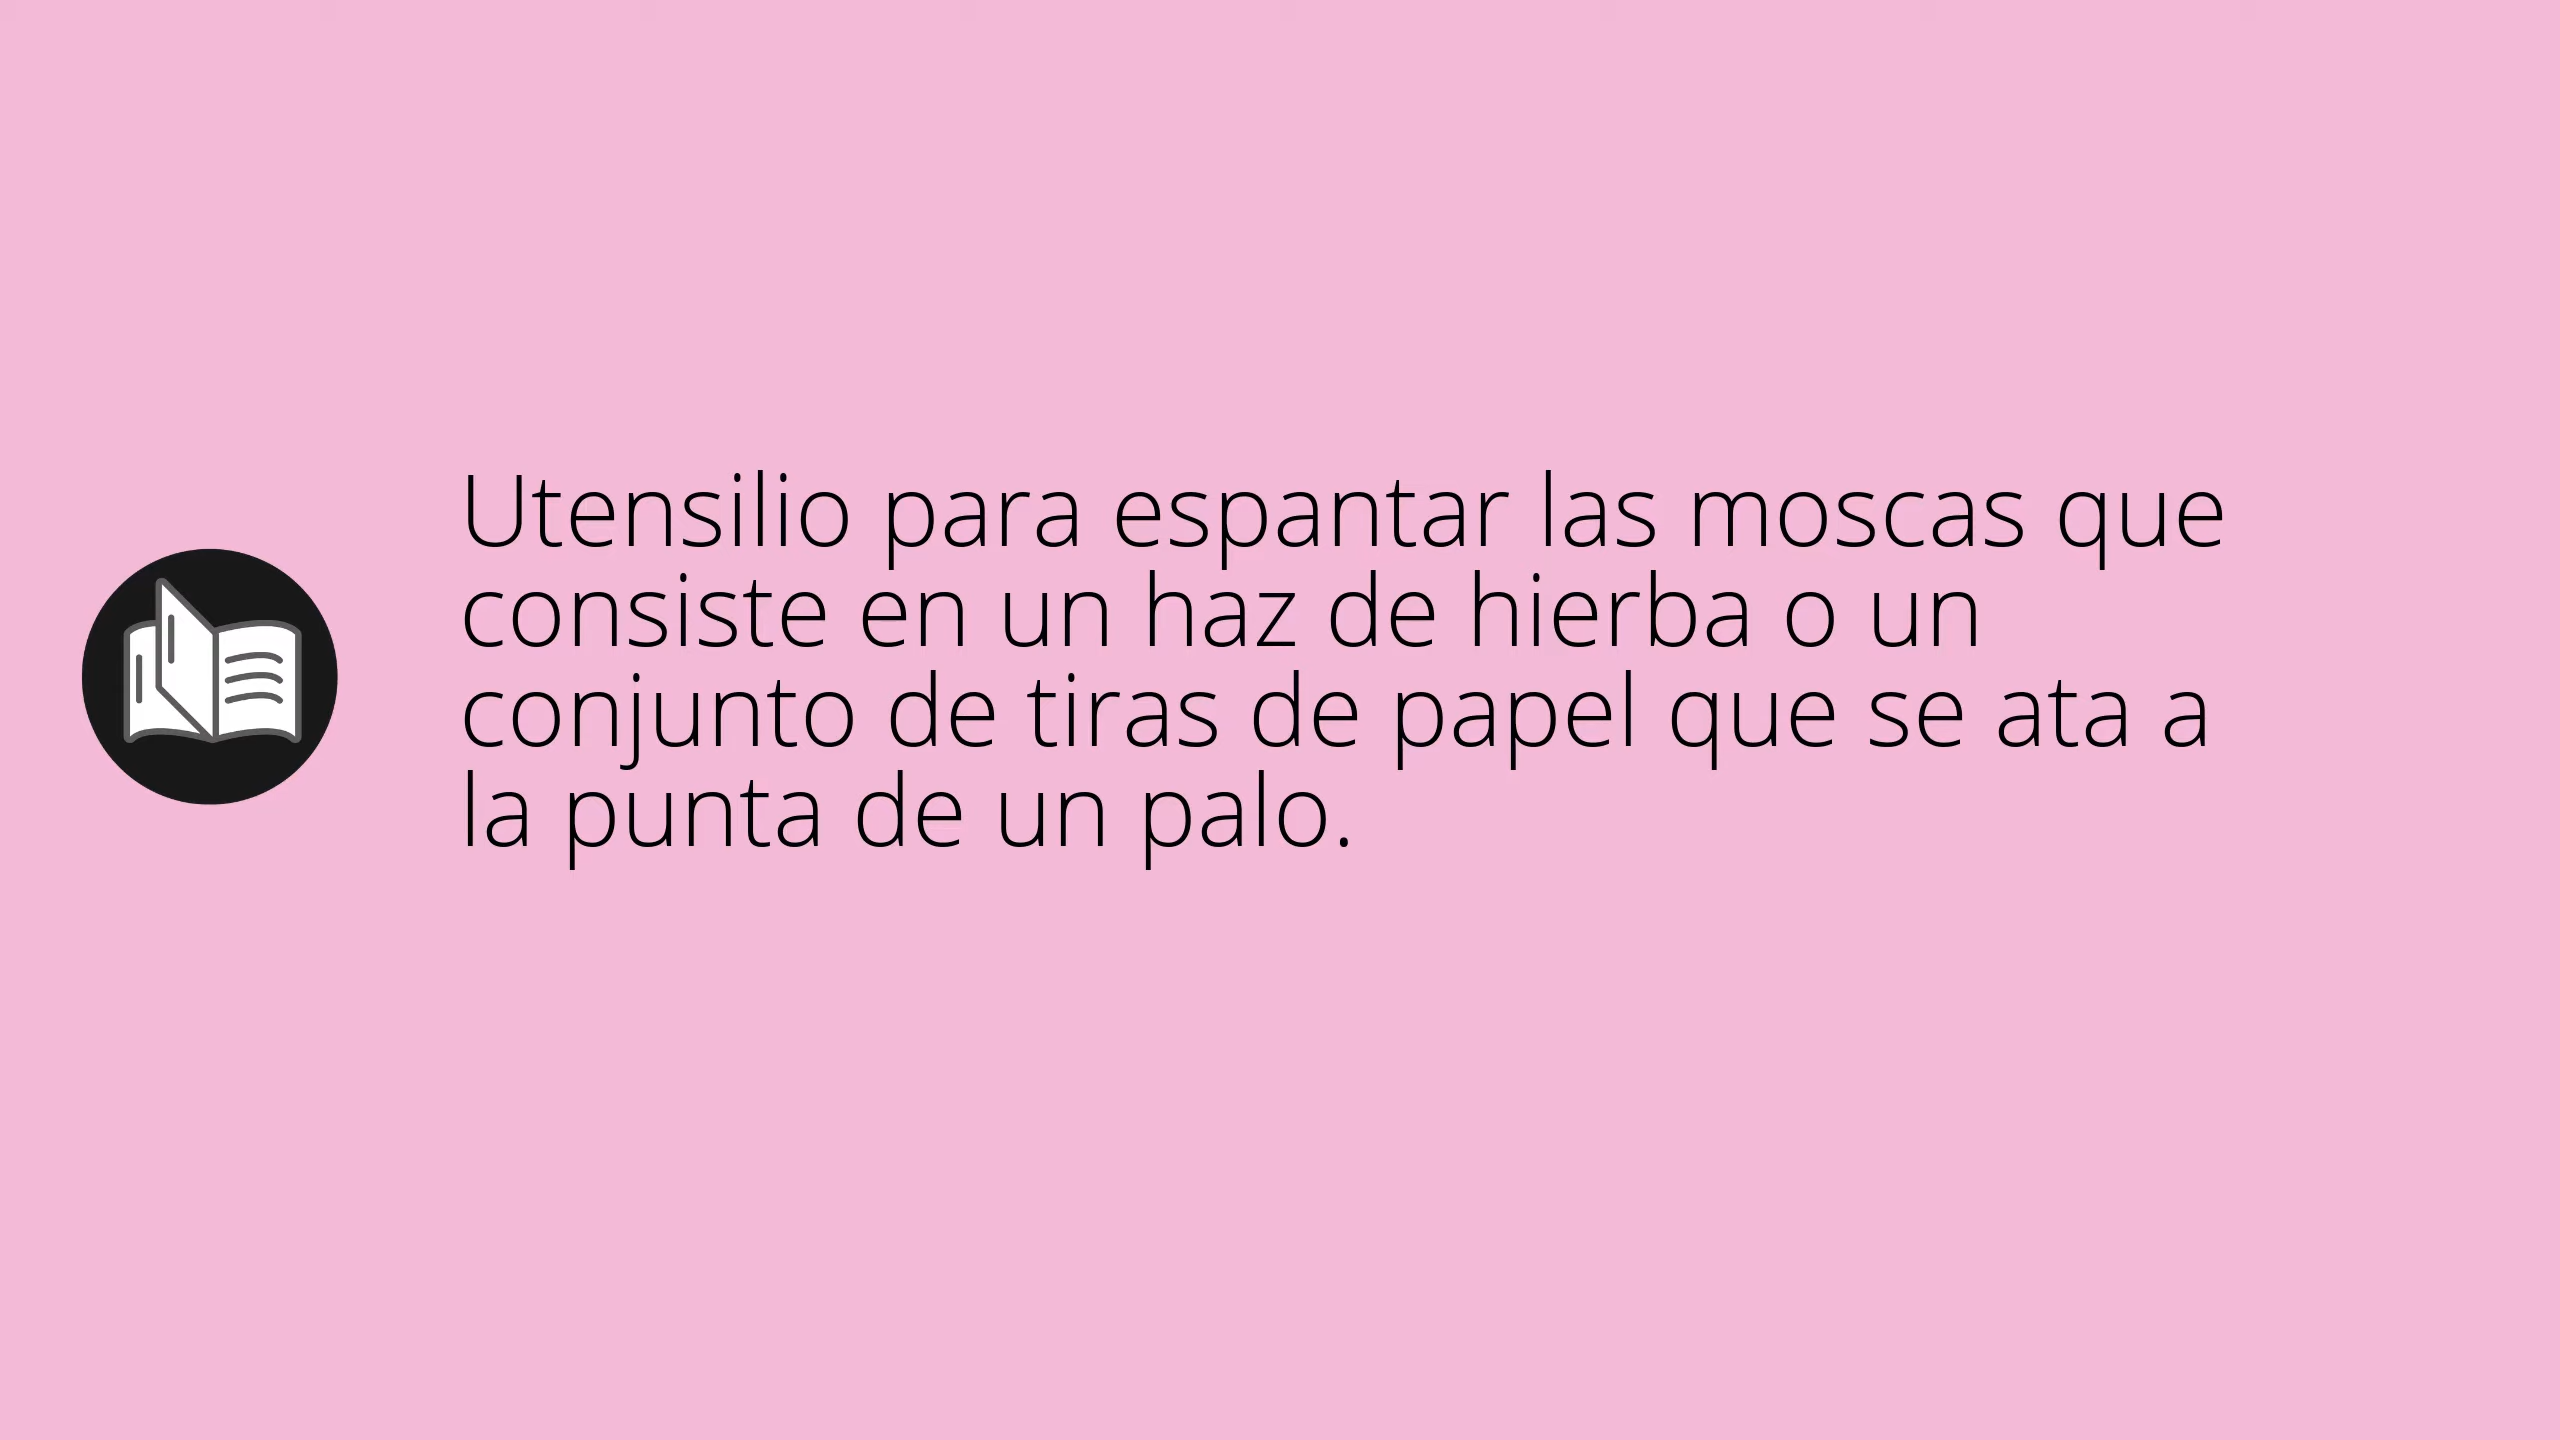 Utensilio para espantar las moscas que
consiste en un haz de hierba o un
conjunto de tiras de papel que se ata a
la punta de un palo.